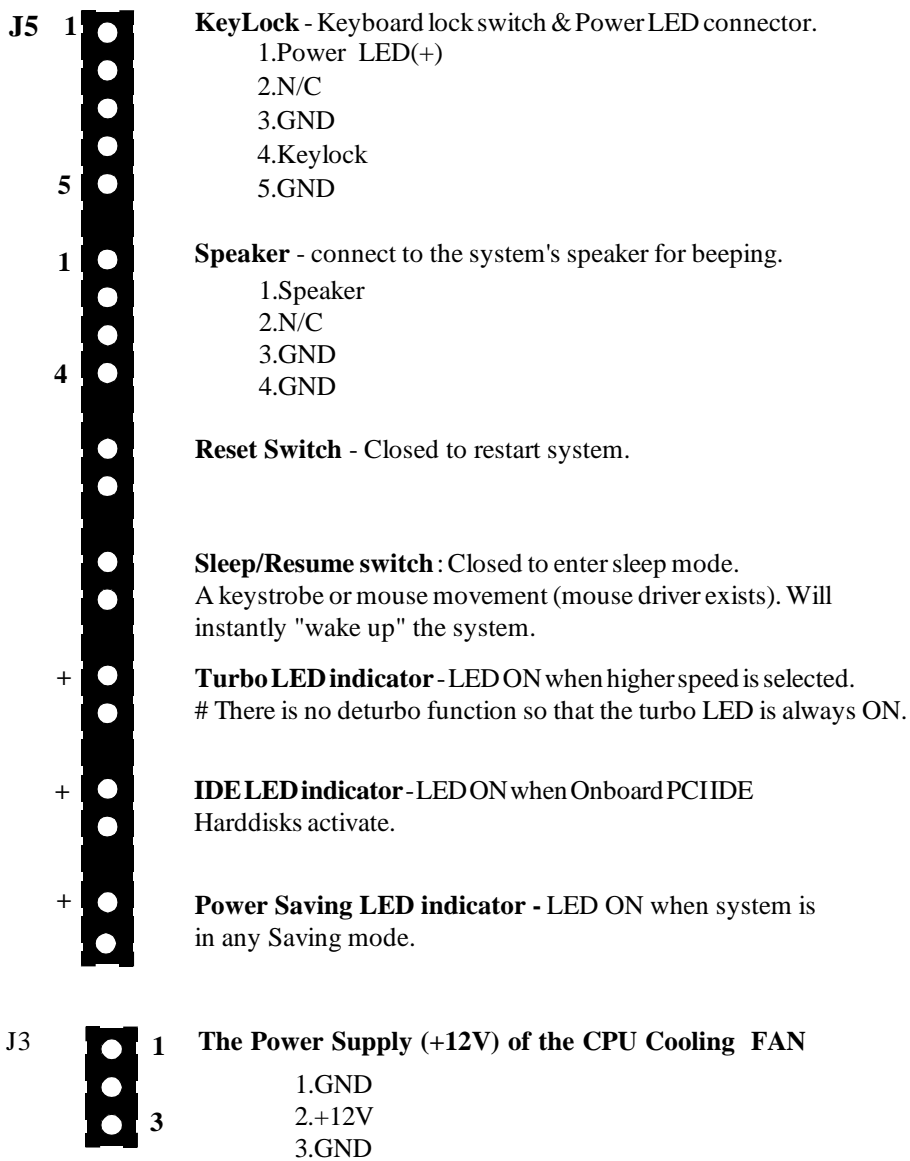 J5 1 KeyLock - Keyboard lock switch & Power LED connector.
1.Power LED(+)
2.N/C
3.GND
4.Keylock
5 5.GND
1 Speaker - connect to the system's speaker for beeping.
1.Speaker
2.N/C
3.GND
4 4.GND
Reset Switch - Closed to restart system.
Sleep/Resume switch : Closed to enter sleep mode.
A keystrobe or mouse movement (mouse driver exists). Will
instantly "wake up" the system.
+ Turbo LED indicator - LED ON when higher speed is selected.
# There is no deturbo function so that the turbo LED is always ON.
+ IDE LED indicator - LED ON when Onboard PCI IDE
Harddisks activate.
+ Power Saving LED indicator - LED ON when system is
in any Saving mode.
J3 1 The Power Supply (+12V) of the CPU Cooling FAN
1.GND
3 2.+12V
3.GND